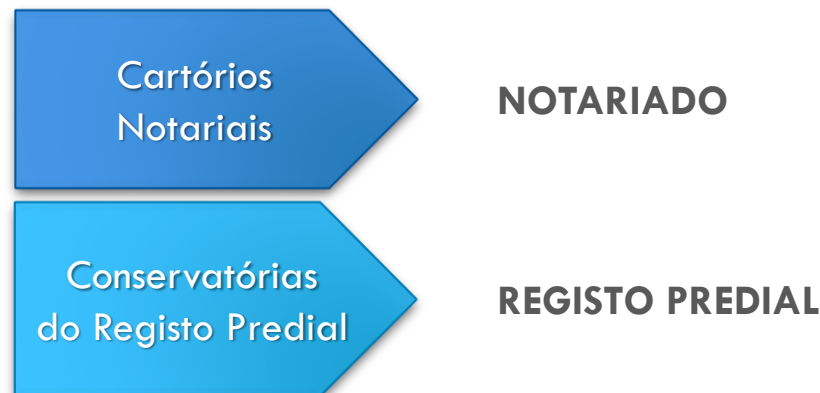 Cartórios
Notariais
NOTARIADO
Conservatórias
do Registo Predial
REGISTO PREDIAL